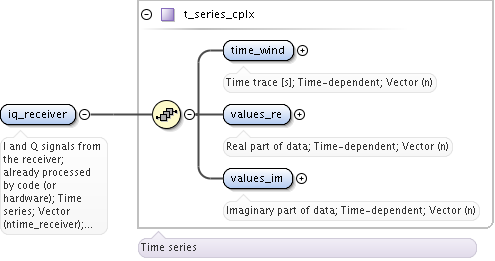 t_series_cplx
time_wind
Time trace [s]; Time-dependent; Vector (n)
iq_receiver
values_re
I and Q signals from
the receiver;
already processed
by code (or
hardware); Time
series; Vector
(ntime_receiver);...
Real part of data; Time-dependent; Vector (n)
values_im
Imaginary part of data; Time-dependent; Vector (n)
Time series